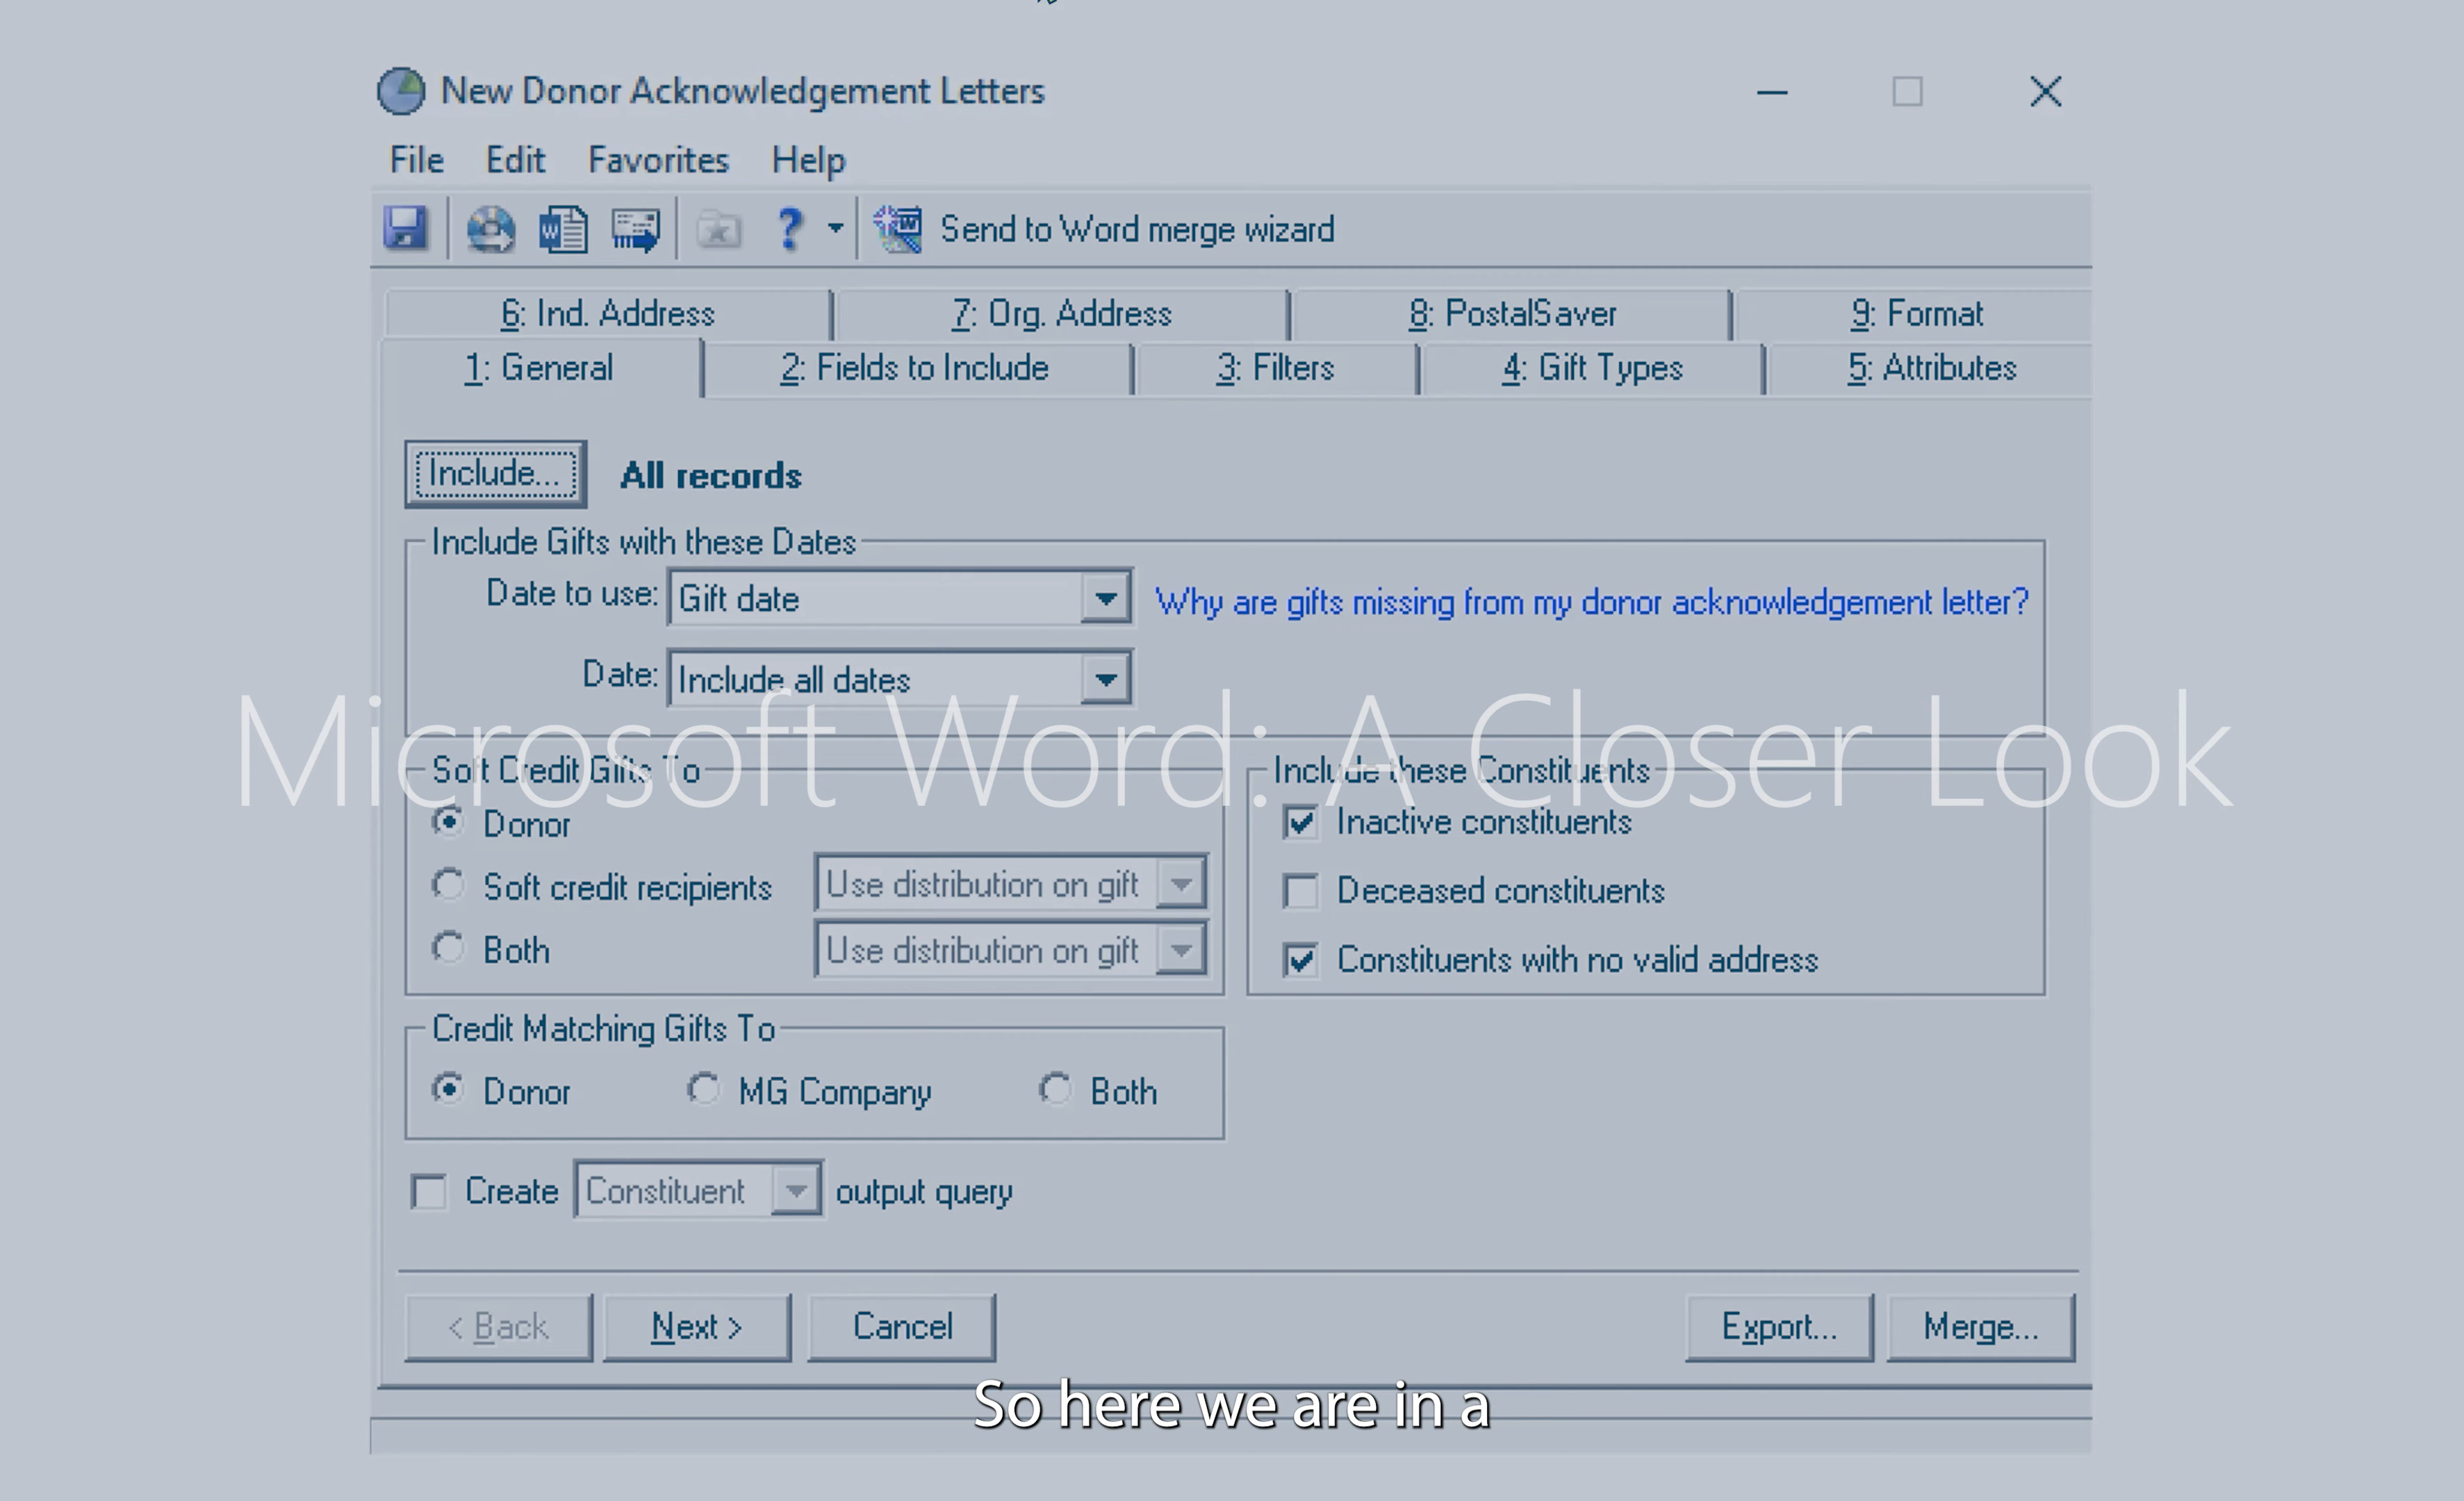 New Donor Acknowledgement Letters
File Edit Favorites Help
Send to Word merge wizard
6: Ind. Address 7: Org. Address 8: PostalSaver 9: Format
1: General 2: Fields to Include 3: Filters 4: Gift Types 5: Attributes
Include... All records
Include Gifts with these Dates
Date to use: Gift date Why are gifts missing from my donor acknowledgement letter?
Date: Include all dates
Microsoft Word: A Closer Look
Soft Credit Gifts To
Donor
Soft credit recipients Use distribution on gift
Both Use distribution on gift
Include these Constituents
Inactive constituents
Deceased constituents
Constituents with no valid address
Credit Matching Gifts To
Donor MG Company Both
Create Constituent output query
< Back Next > Cancel Export... Merge...
So here we are in a